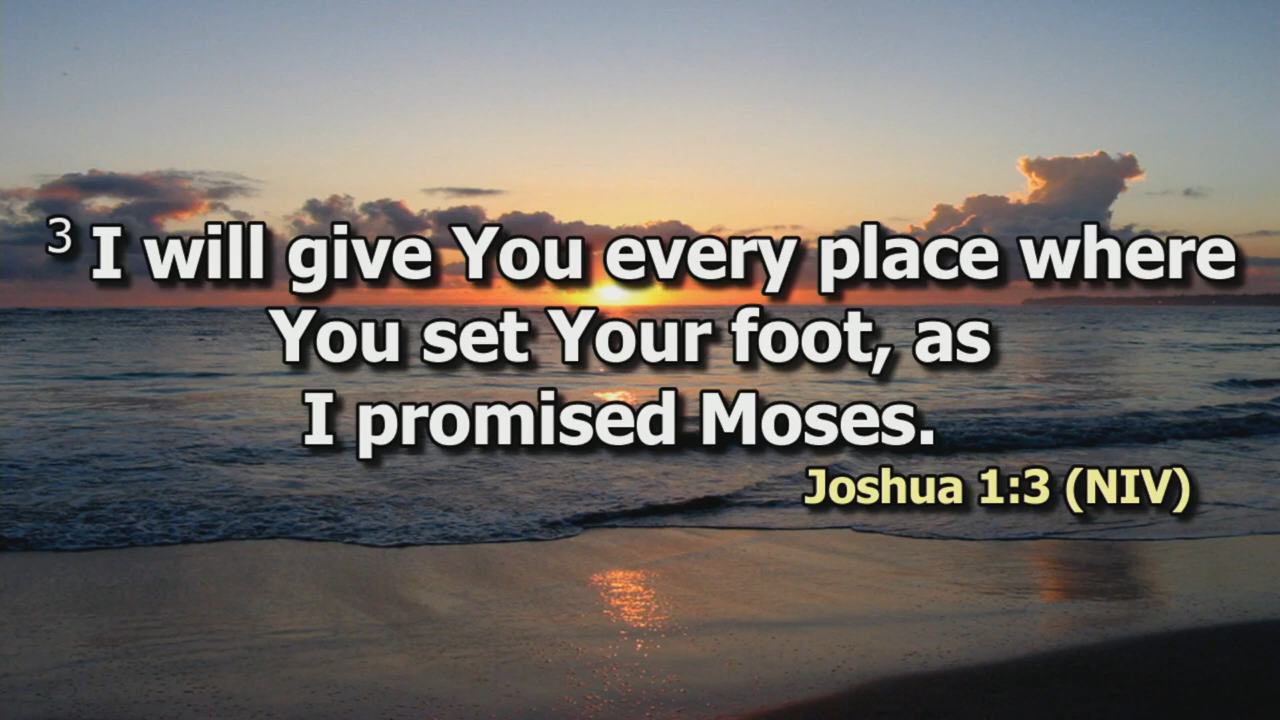 3 I will give You every place where
You set Your foot, as
I promised Moses.
Joshua 1:3 (NIV)